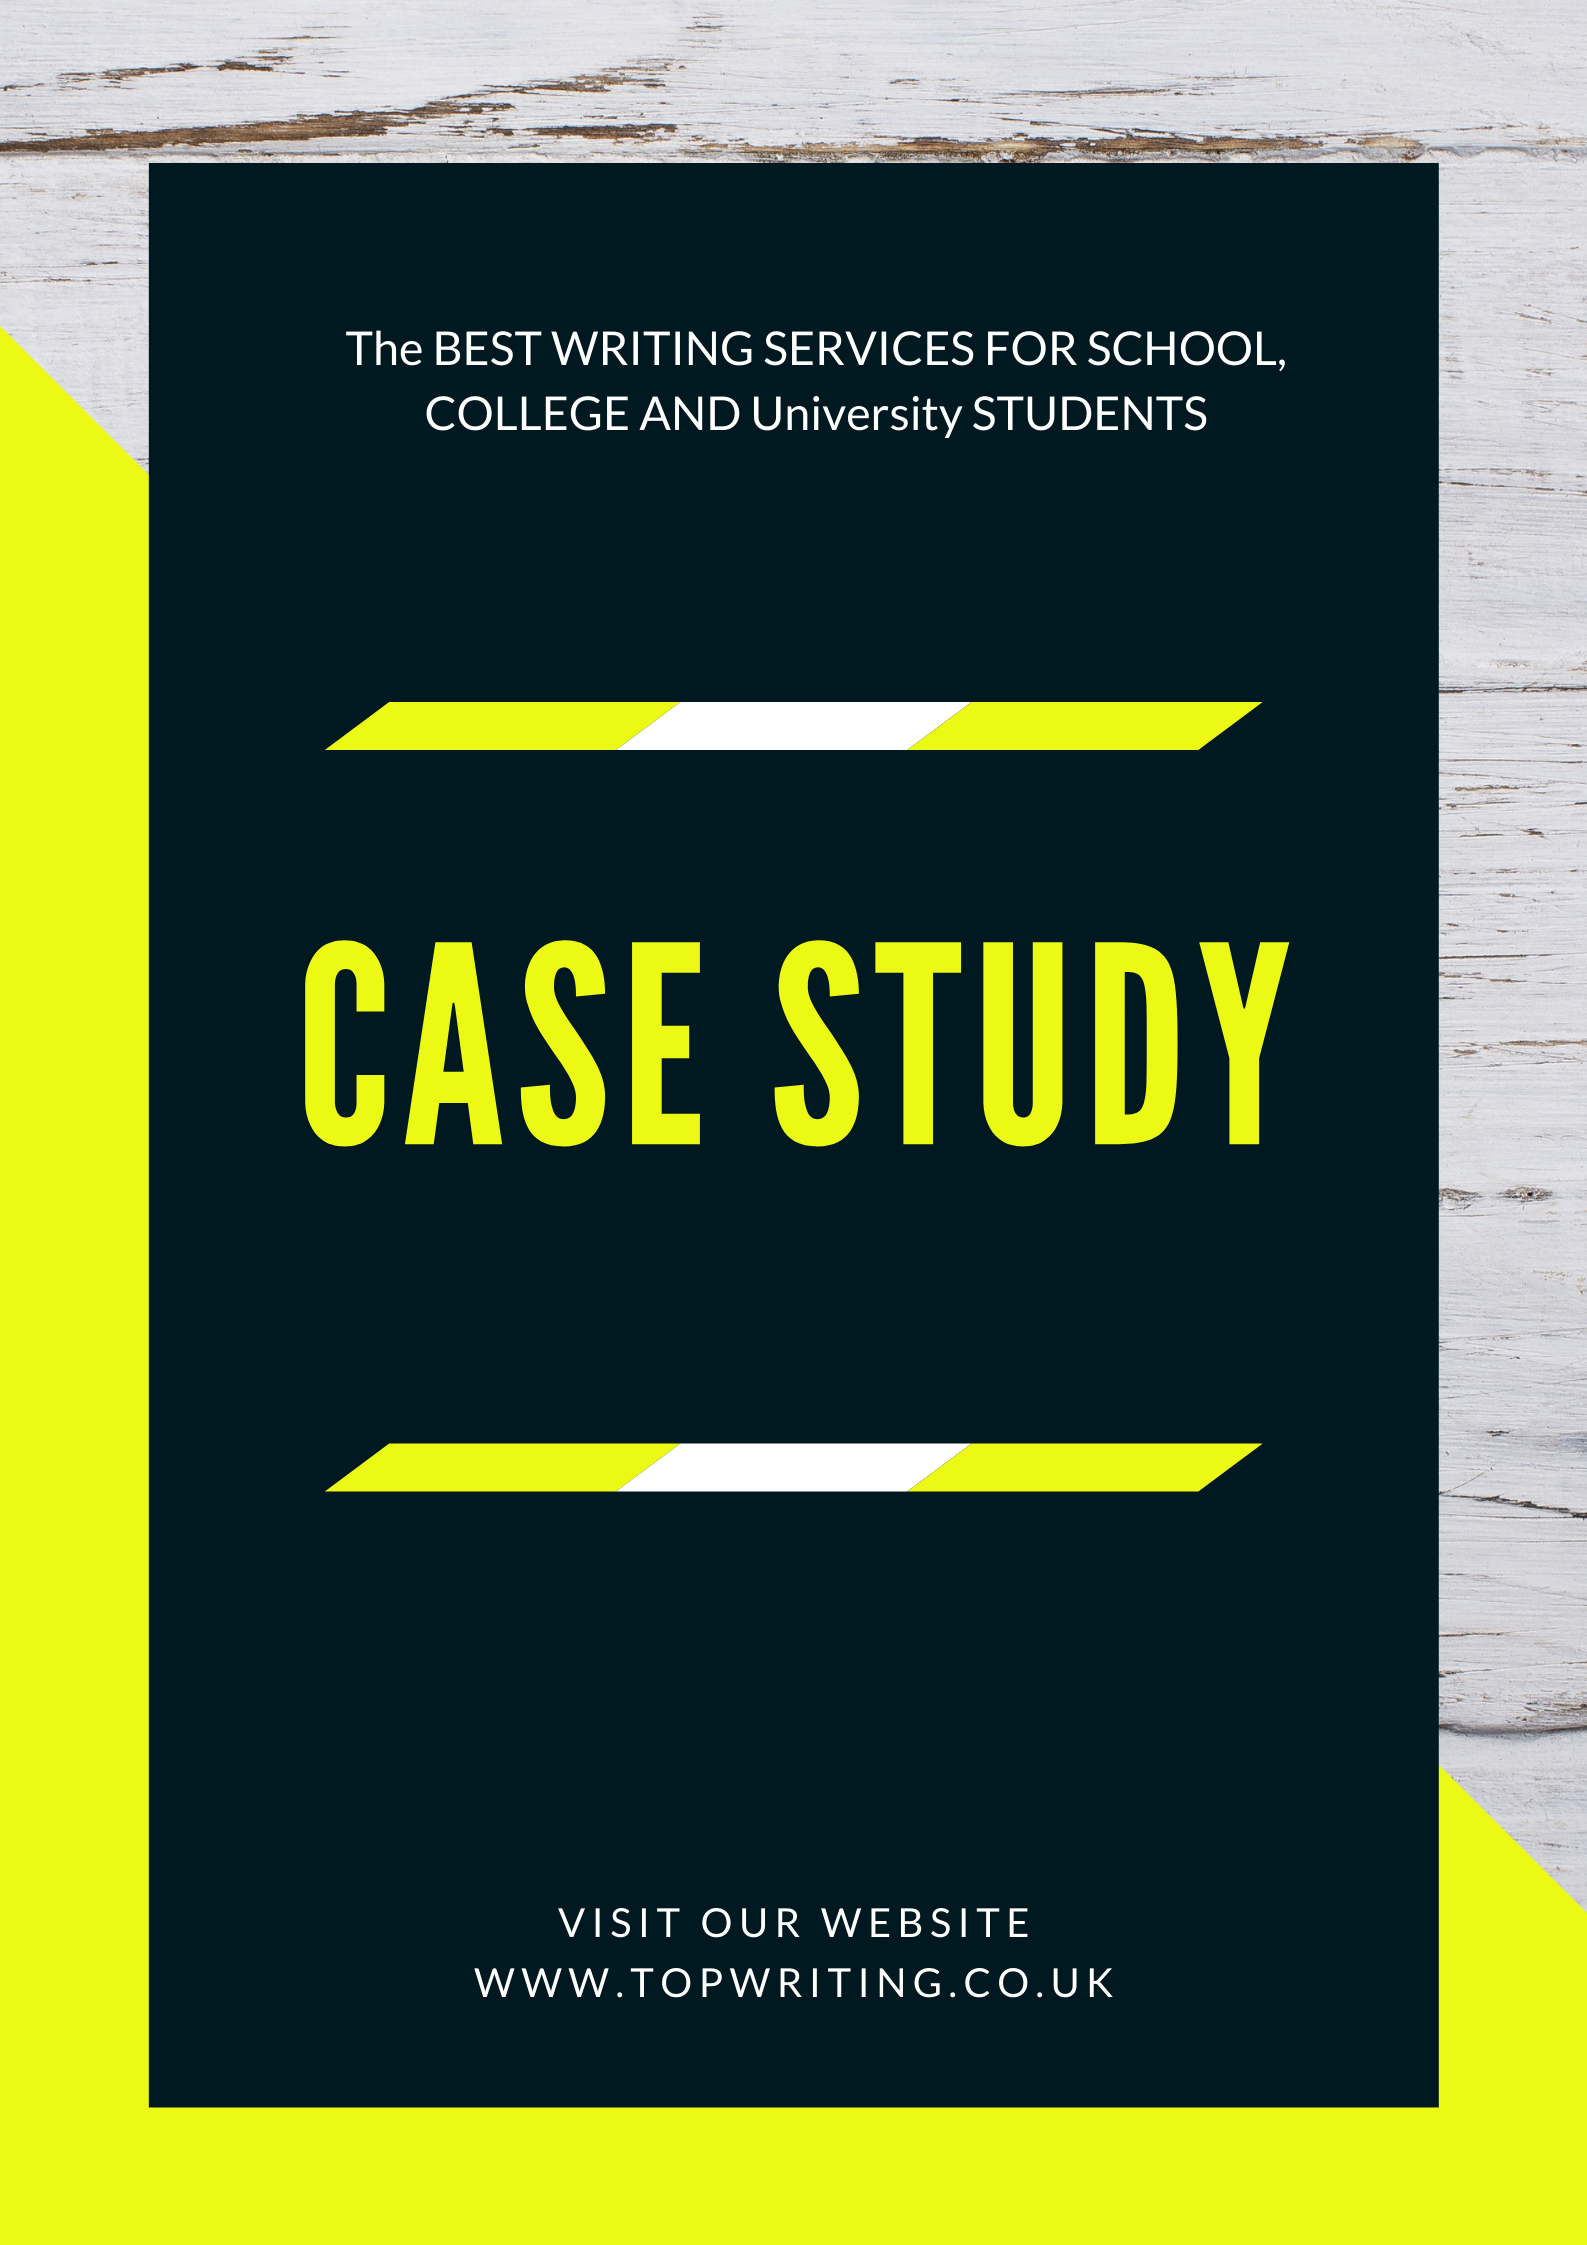 The BEST WRITING SERVICES FOR SCHOOL,
COLLEGE AND University STUDENTS
CASE STUDY
VISIT OUR WEBSITE
WWW.TOPWRITING.CO.UK